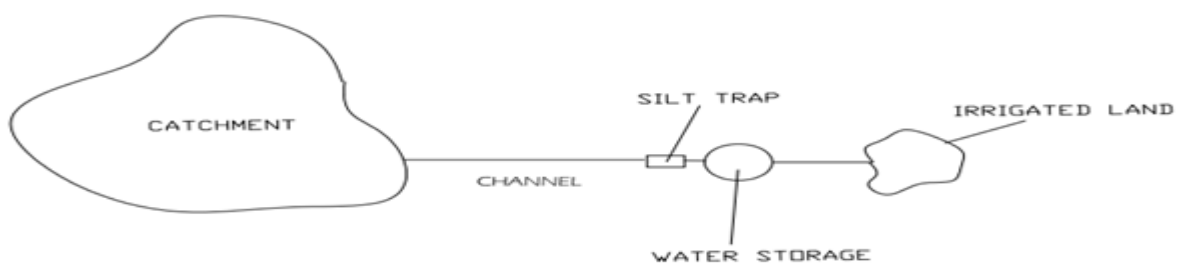 CATCHMENT
CHANNEL
SILT TRAP
WATER STORAGE
IRRIGATED LAND